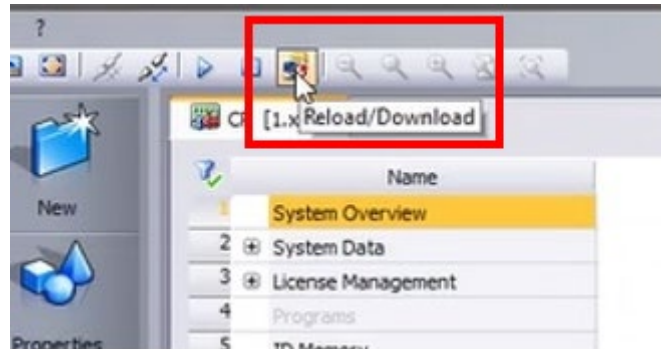 ?
[1.x
Reload/Download
Name
New
1
System Overview
2 System Data
3 License Management
4 Programs
5 ID Memory
Properties